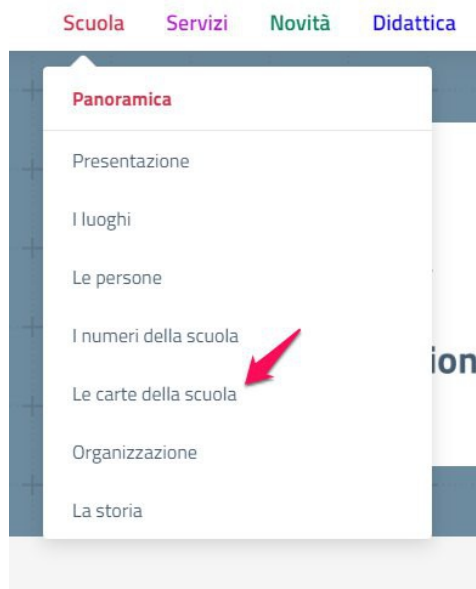 Scuola Servizi Novità Didattica
Panoramica
Presentazione
I luoghi
Le persone
I numeri della scuola
ion
Le carte della scuola
Organizzazione
La storia